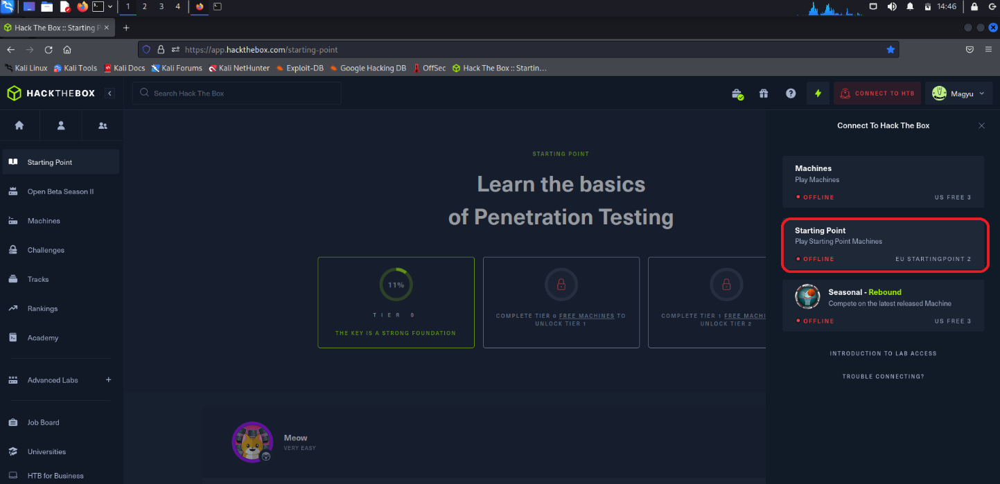 1 2 3 4 14:46
Hack The Box :: Starting P
https://app.hackthebox.com/starting-point
Kali Linux Kali Tools Kali Docs Kali Forums Kali NetHunter Exploit-DB Google Hacking DB OffSec Hack The Box :: Startin…
HACKTHEBOX
Search Hack The Box
CONNECT TO HTB
Magyu
Starting Point
Open Beta Season II
Machines
Challenges
Tracks
Rankings
Academy
Advanced Labs
Job Board
Universities
HTB for Business
STARTING POINT
Learn the basics
of Penetration Testing
11%
TIER 0
THE KEY IS A STRONG FOUNDATION
COMPLETE TIER 0 FREE MACHINES TO
UNLOCK TIER 1
COMPLETE TIER 1 FREE MACHI
UNLOCK TIER 2
Meow
VERY EASY
Connect To Hack The Box
Machines
Play Machines
OFFLINE US FREE 3
Starting Point
Play Starting Point Machines
OFFLINE EU STARTINGPOINT 2
Seasonal - Rebound
Compete on the latest released Machine
OFFLINE US FREE 3
INTRODUCTION TO LAB ACCESS
TROUBLE CONNECTING?